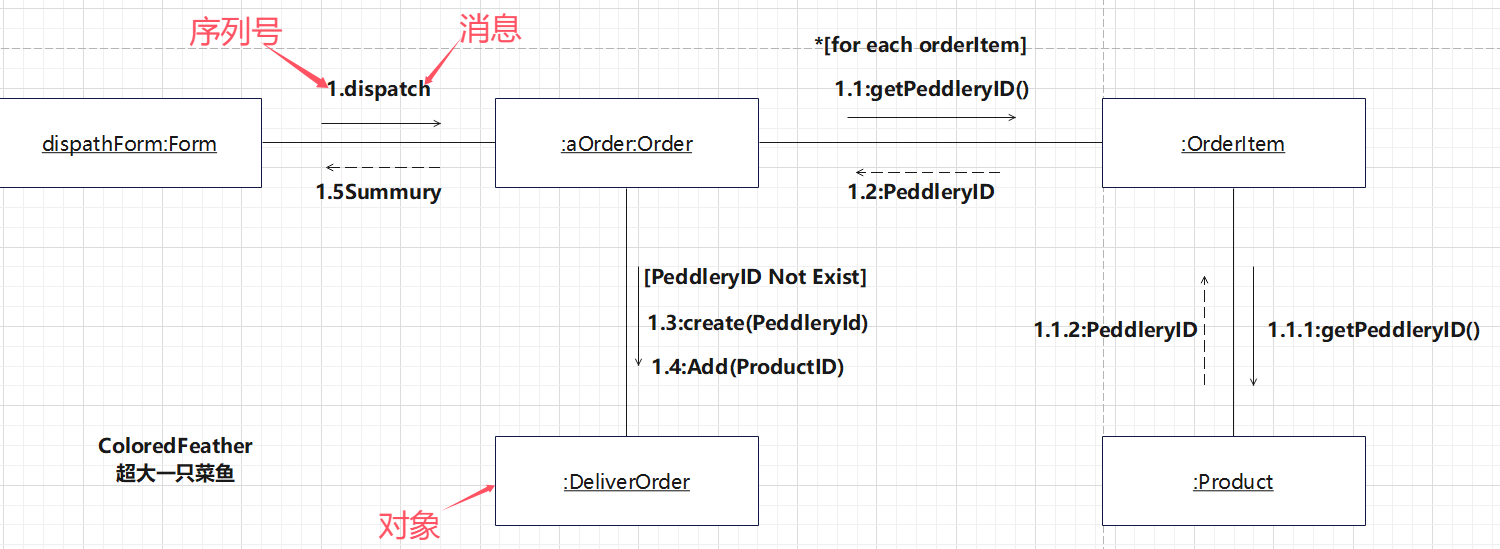 序列号
消息
*[for each orderItem]
1.dispatch
1.1:getPeddleryID()
dispathForm:Form
:aOrder:Order
:OrderItem
1.5Summury
1.2:PeddleryID
[PeddleryID Not Exist]
1.3:create(PeddleryId)
1.1.2:PeddleryID
1.1.1:getPeddleryID()
1.4:Add(ProductID)
ColoredFeather
超大一只菜鱼
:DeliverOrder
:Product
对象